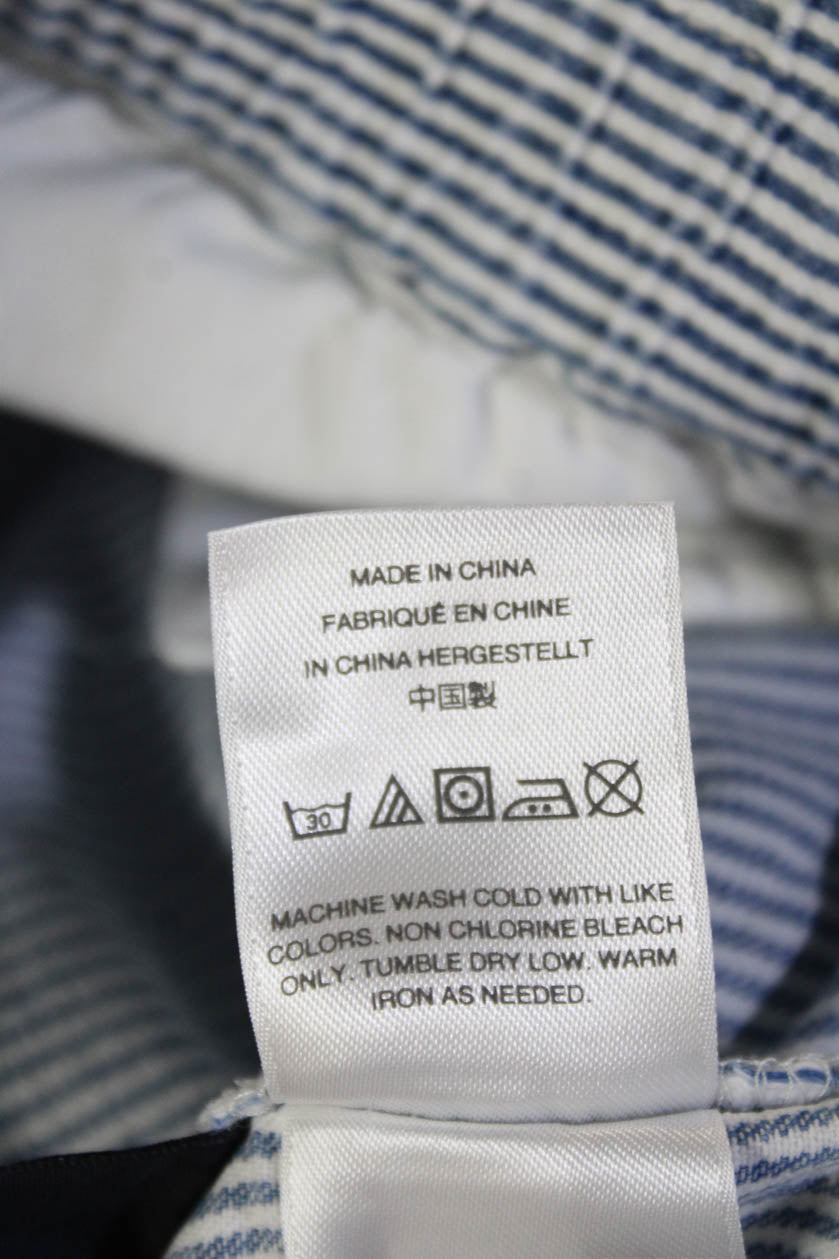 MADE IN CHINA
FABRIQUÉ EN CHINE
IN CHINA HERGESTELLT
中国製
30
MACHINE WASH COLD WITH LIKE
COLORS. NON CHLORINE BLEACH
ONLY. TUMBLE DRY LOW. WARM
IRON AS NEEDED.